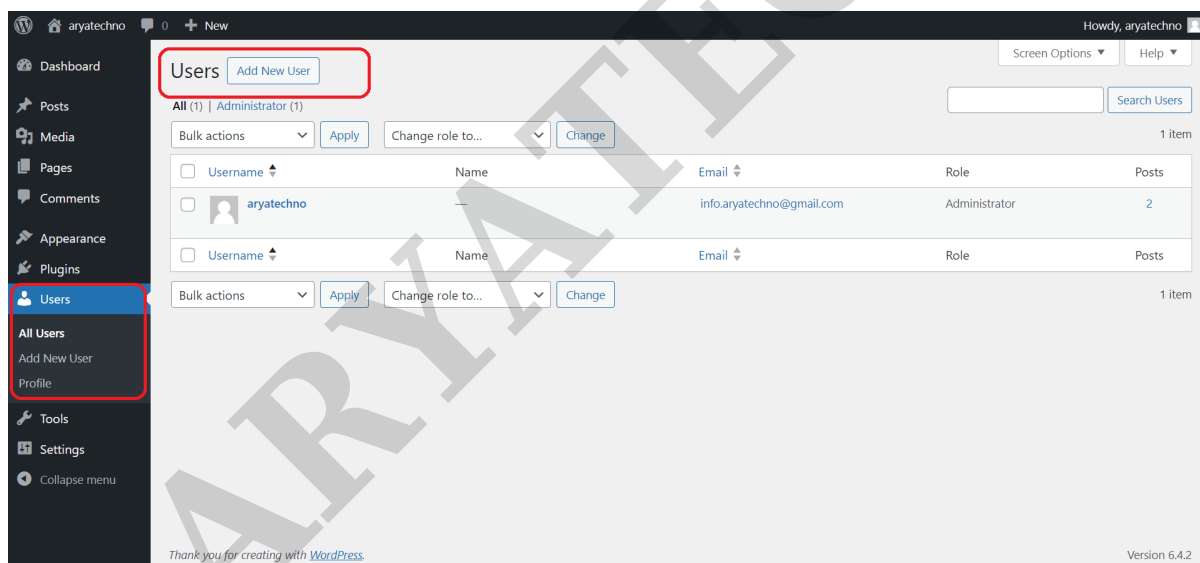 aryatechno 0 + New Howdy, aryatechno
Dashboard
Posts
Media
Pages
Comments
Appearance
Plugins
Users
All Users
Add New User
Profile
Tools
Settings
Collapse menu
Screen Options ▼ Help ▼
Users Add New User
All (1) | Administrator (1) Search Users
Bulk actions Apply Change role to... Change 1 item
Username Name Email Role Posts
aryatechno — info.aryatechno@gmail.com Administrator 2
Username Name Email Role Posts
Bulk actions Apply Change role to... Change 1 item
Thank you for creating with WordPress. Version 6.4.2
ARYATEC